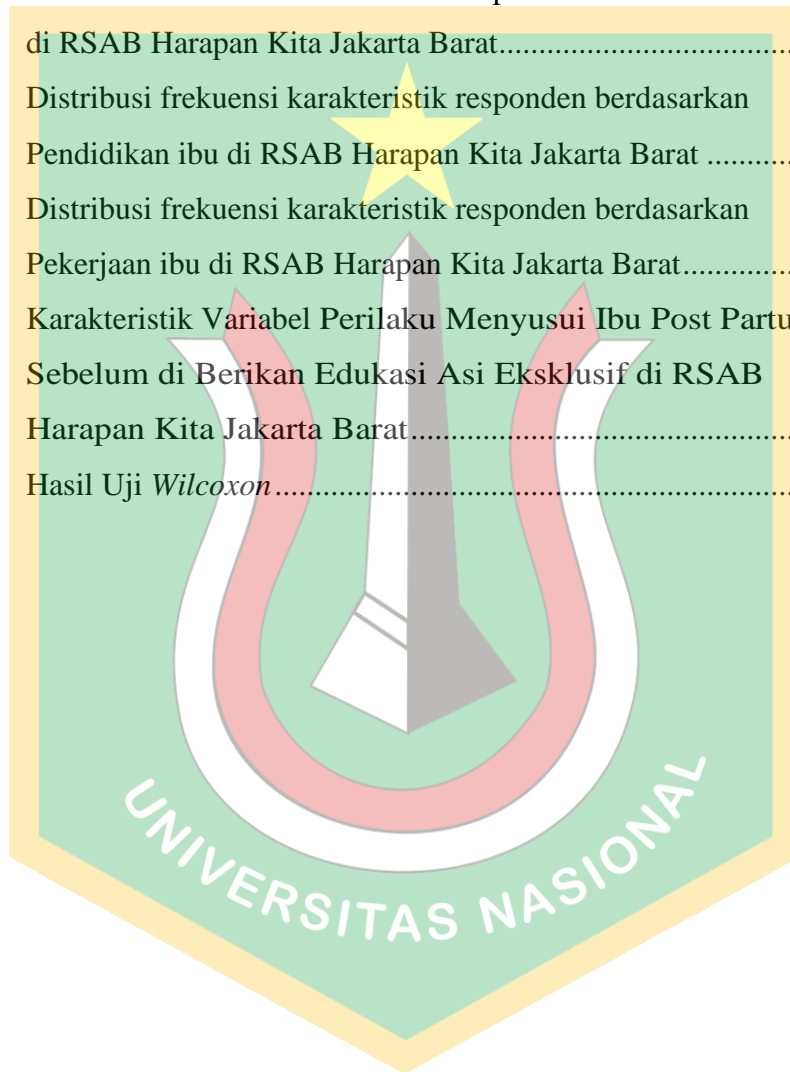 di RSAB Harapan Kita Jakarta Barat....................................
Distribusi frekuensi karakteristik responden berdasarkan
Pendidikan ibu di RSAB Harapan Kita Jakarta Barat ...........
Distribusi frekuensi karakteristik responden berdasarkan
Pekerjaan ibu di RSAB Harapan Kita Jakarta Barat..............
Karakteristik Variabel Perilaku Menyusui Ibu Post Partu
Sebelum di Berikan Edukasi Asi Eksklusif di RSAB
Harapan Kita Jakarta Barat...............................................
Hasil Uji Wilcoxon................................................................
UNIVERSITAS NASIONAL